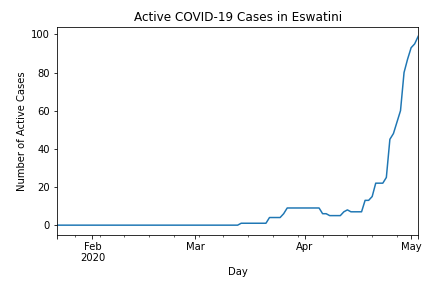 Active COVID-19 Cases in Eswatini
Number of Active Cases
100
80
60
40
20
0
Feb
2020
Mar
Apr
May
Day